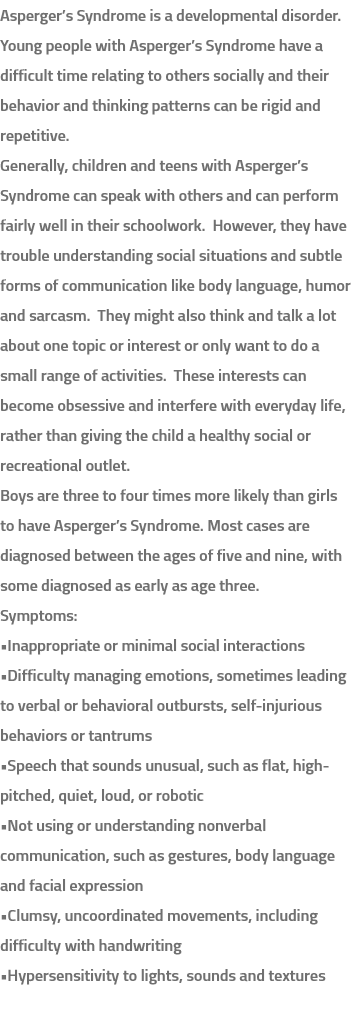 Asperger’s Syndrome is a developmental disorder.
Young people with Asperger’s Syndrome have a
difficult time relating to others socially and their
behavior and thinking patterns can be rigid and
repetitive.
Generally, children and teens with Asperger’s
Syndrome can speak with others and can perform
fairly well in their schoolwork.  However, they have
trouble understanding social situations and subtle
forms of communication like body language, humor
and sarcasm.  They might also think and talk a lot
about one topic or interest or only want to do a
small range of activities.  These interests can
become obsessive and interfere with everyday life,
rather than giving the child a healthy social or
recreational outlet.
Boys are three to four times more likely than girls
to have Asperger’s Syndrome. Most cases are
diagnosed between the ages of five and nine, with
some diagnosed as early as age three.
Symptoms:
•Inappropriate or minimal social interactions
•Difficulty managing emotions, sometimes leading
to verbal or behavioral outbursts, self-injurious
behaviors or tantrums
•Speech that sounds unusual, such as flat, high-
pitched, quiet, loud, or robotic
•Not using or understanding nonverbal
communication, such as gestures, body language
and facial expression
•Clumsy, uncoordinated movements, including
difficulty with handwriting
•Hypersensitivity to lights, sounds and textures